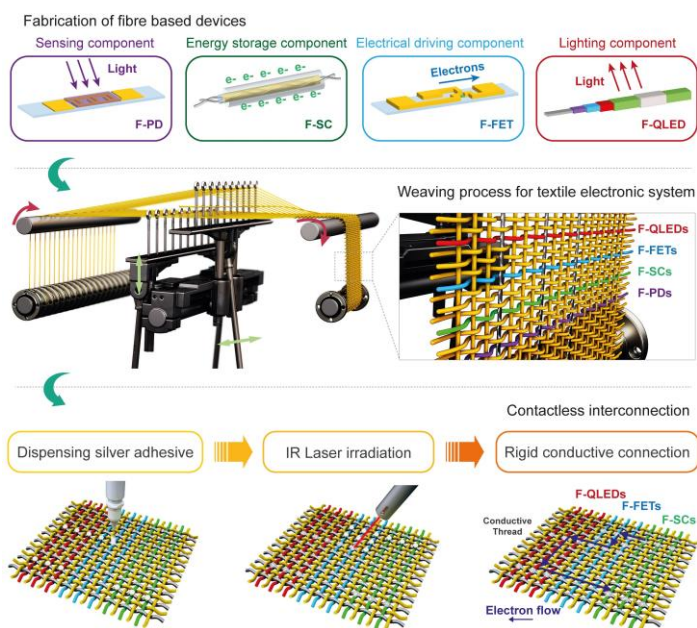 Fabrication of fibre based devices
Sensing component
Energy storage component
Electrical driving component
Lighting component
Light
F-PD
e- e- e- e- e-
e- e- e- e- e-
F-SC
Electrons
F-FET
Light
F-QLED
Weaving process for textile electronic system
F-QLEDs
F-FETs
F-SCs
F-PDs
Contactless interconnection
Dispensing silver adhesive
IR Laser irradiation
Rigid conductive connection
F-QLEDs
F-FETs
F-SCs
Conductive
Thread
Electron flow